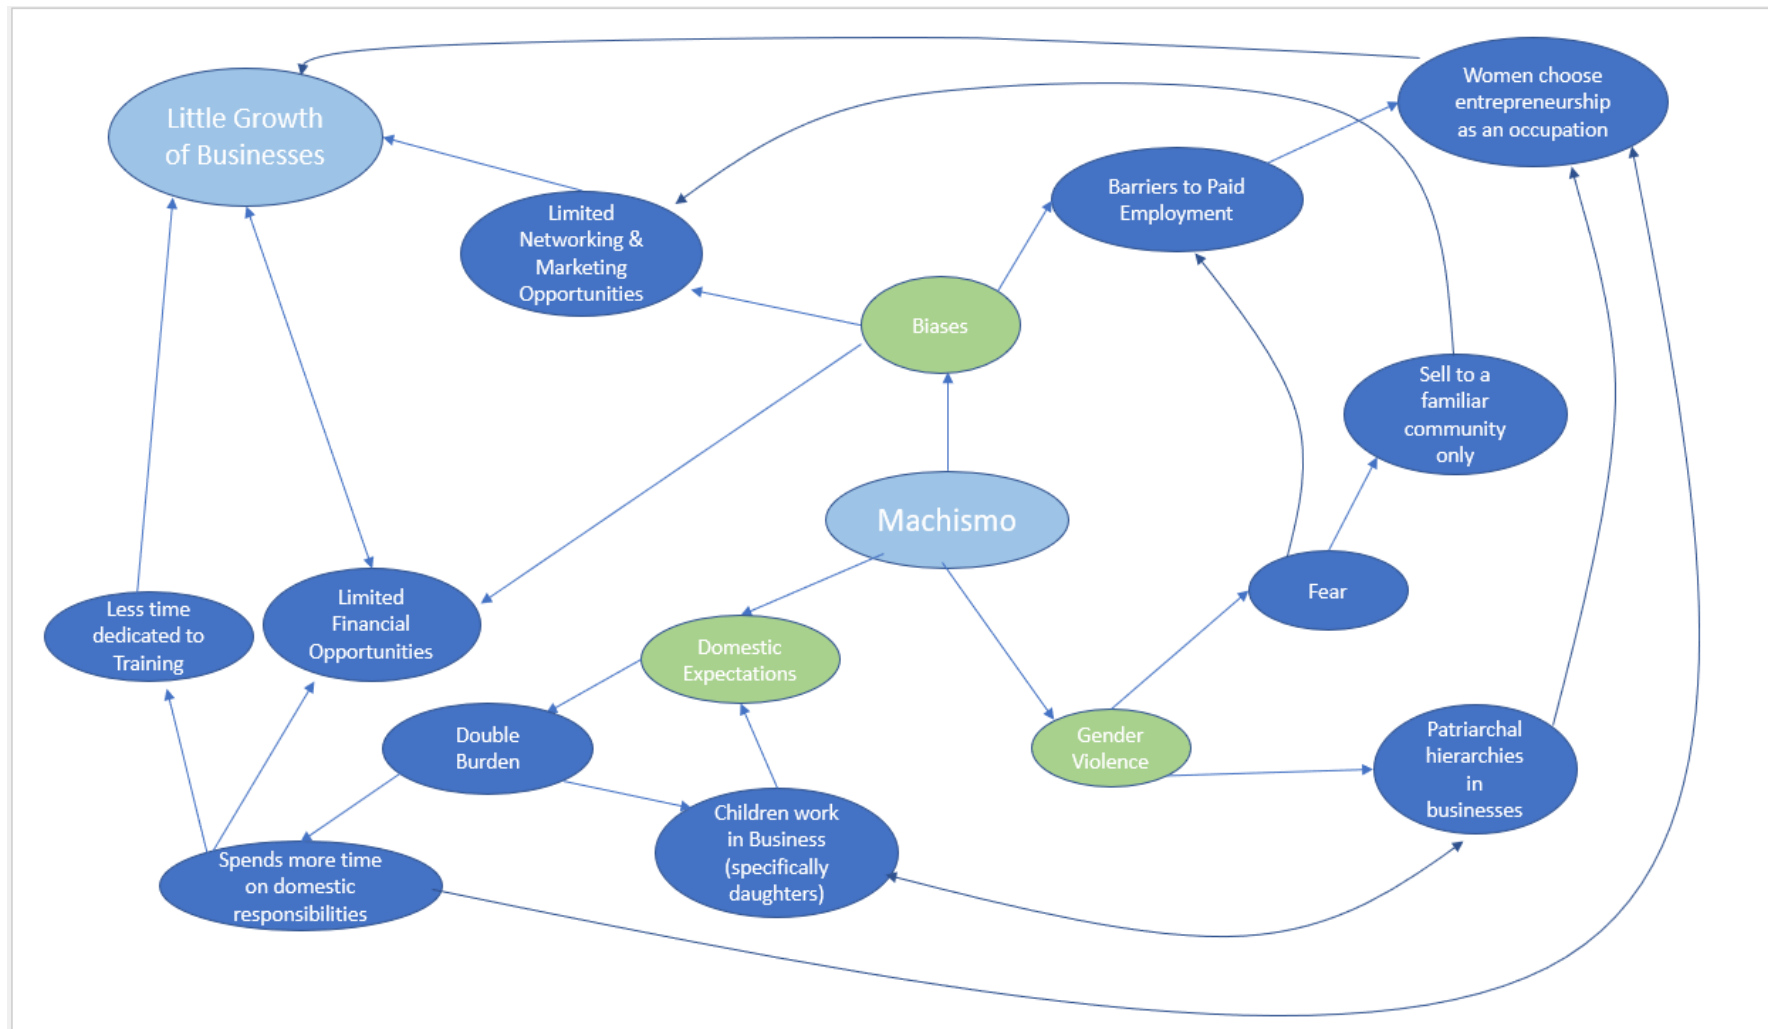 Little Growth
of Businesses
Women choose
entrepreneurship
as an occupation
Barriers to Paid
Employment
Limited
Networking &
Marketing
Opportunities
Biases
Sell to a
familiar
community
only
Machismo
Fear
Less time
dedicated to
Training
Limited
Financial
Opportunities
Domestic
Expectations
Double
Burden
Gender
Violence
Patriarchal
hierarchies
in
businesses
Children work
in Business
(specifically
daughters)
Spends more time
on domestic
responsibilities